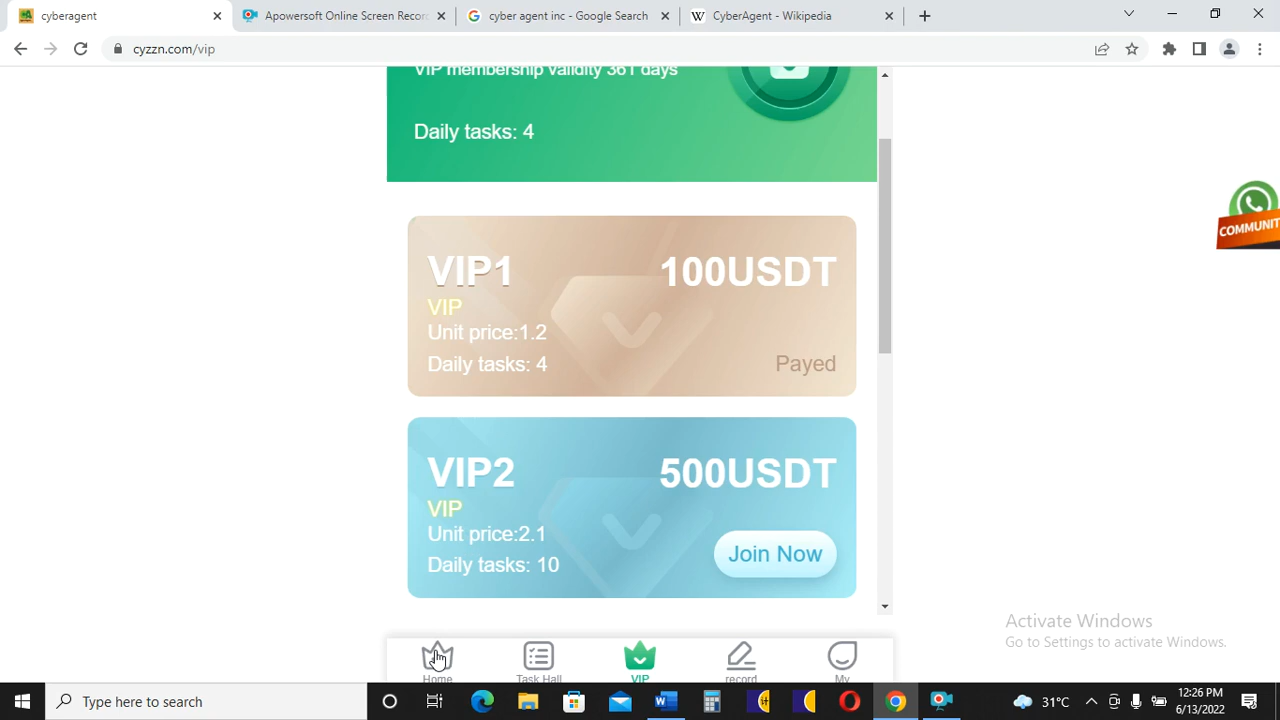 cyberagent
Apowersoft Online Screen Recor
cyber agent inc - Google Search
CyberAgent - Wikipedia
cyzzn.com/vip
VIP membership validity 361 days
Daily tasks: 4
VIP1
100USDT
VIP
Unit price:1.2
Daily tasks: 4
Payed
VIP2
500USDT
VIP
Unit price:2.1
Daily tasks: 10
Join Now
COMMUNIT
Activate Windows
Go to Settings to activate Windows.
Home
Task Hall
VIP
record
My
Type here to search
31°C
12:26 PM
6/13/2022